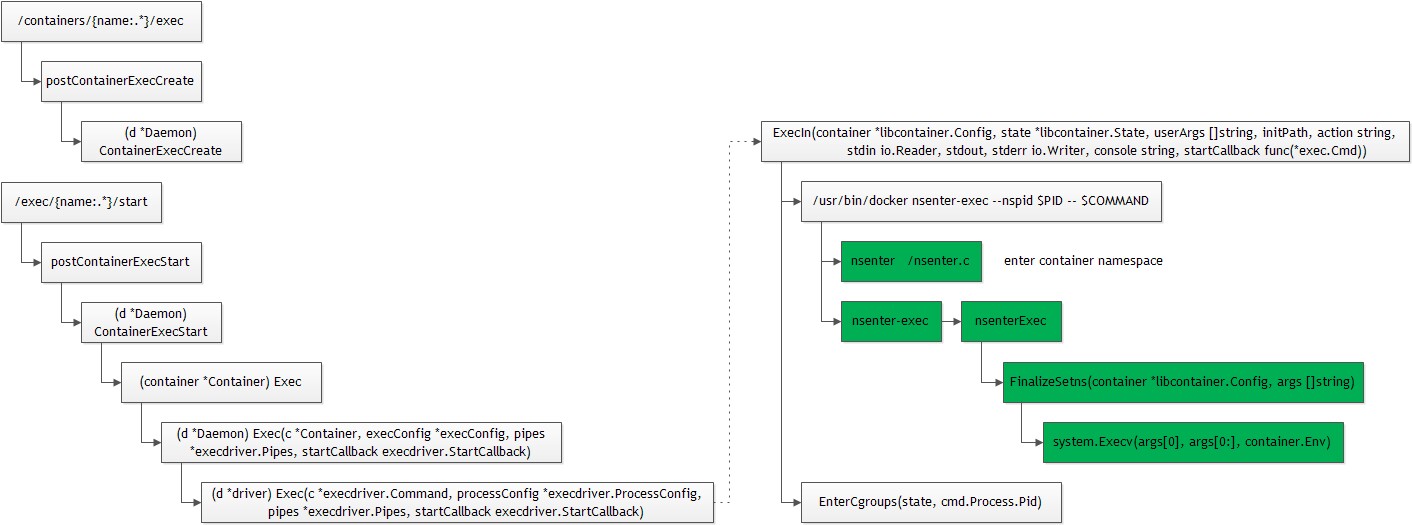 /containers/{name:.*}/exec
postContainerExecCreate
(d *Daemon)
ContainerExecCreate
/exec/{name:.*}/start
postContainerExecStart
(d *Daemon)
ContainerExecStart
(container *Container) Exec
(d *Daemon) Exec(c *Container, execConfig *execConfig, pipes
*execdriver.Pipes, startCallback execdriver.StartCallback)
(d *driver) Exec(c *execdriver.Command, processConfig *execdriver.ProcessConfig,
pipes *execdriver.Pipes, startCallback execdriver.StartCallback)
ExecIn(container *libcontainer.Config, state *libcontainer.State, userArgs []string, initPath, action string,
stdin io.Reader, stdout, stderr io.Writer, console string, startCallback func(*exec.Cmd))
/usr/bin/docker nsenter-exec --nspid $PID -- $COMMAND
nsenter /nsenter.c
enter container namespace
nsenter-exec
nsenterExec
FinalizeSetns(container *libcontainer.Config, args []string)
system.Execv(args[0], args[0:], container.Env)
EnterCgroups(state, cmd.Process.Pid)